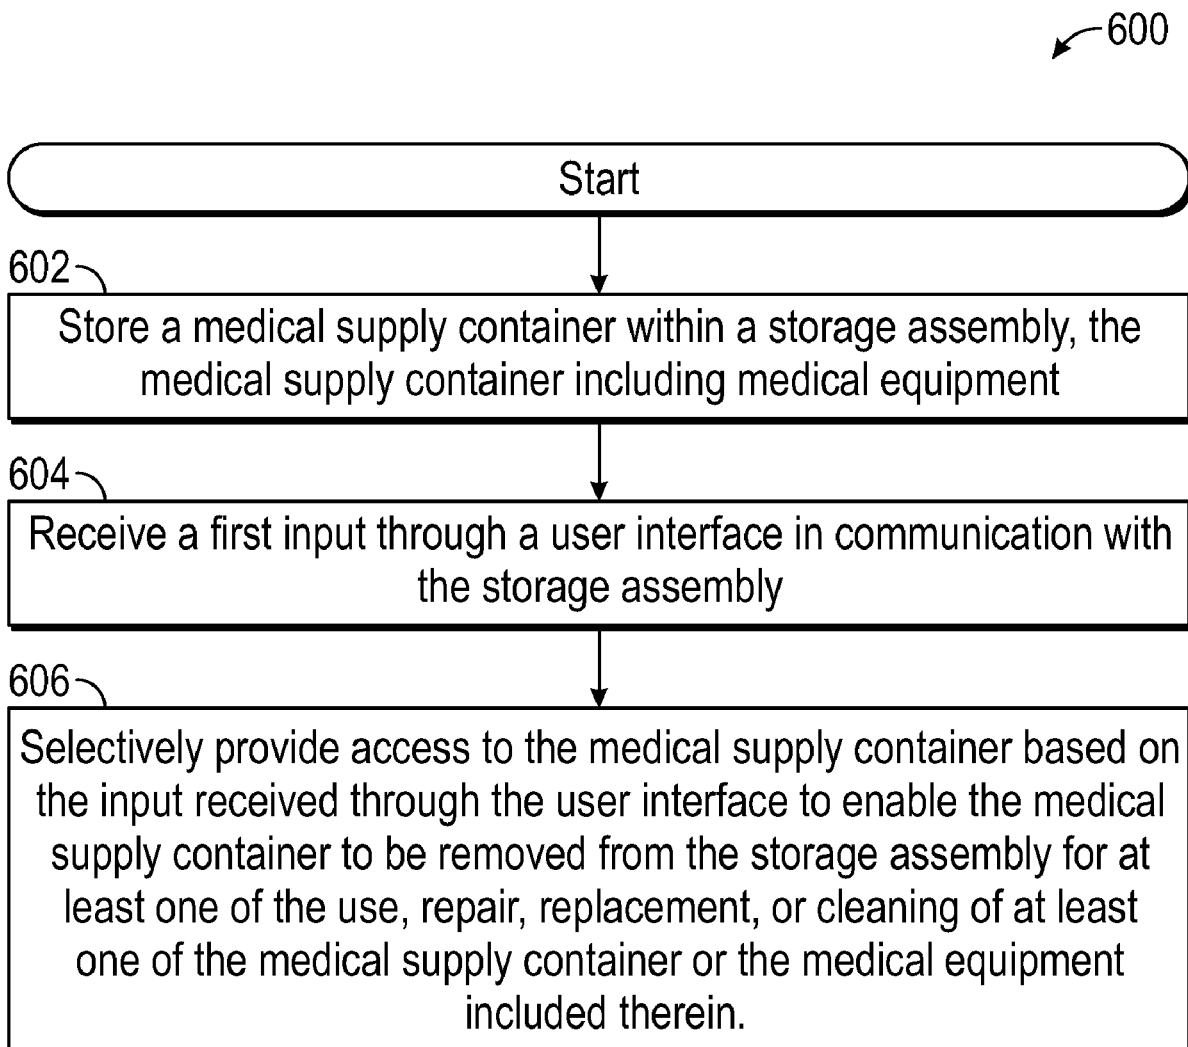 600
Start
602
Store a medical supply container within a storage assembly, the
medical supply container including medical equipment
604
Receive a first input through a user interface in communication with
the storage assembly
606
Selectively provide access to the medical supply container based on
the input received through the user interface to enable the medical
supply container to be removed from the storage assembly for at
least one of the use, repair, replacement, or cleaning of at least
one of the medical supply container or the medical equipment
included therein.